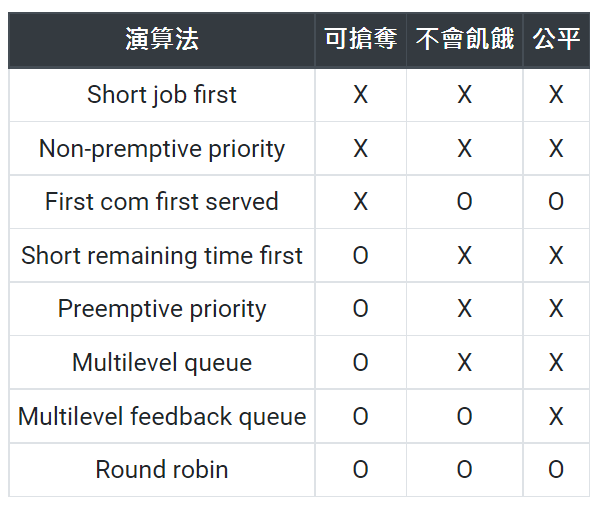 演算法 可搶奪 不會飢餓 公平
Short job first X X X
Non-premptive priority X X X
First com first served X O O
Short remaining time first O X X
Preemptive priority O X X
Multilevel queue O X X
Multilevel feedback queue O O X
Round robin O O O